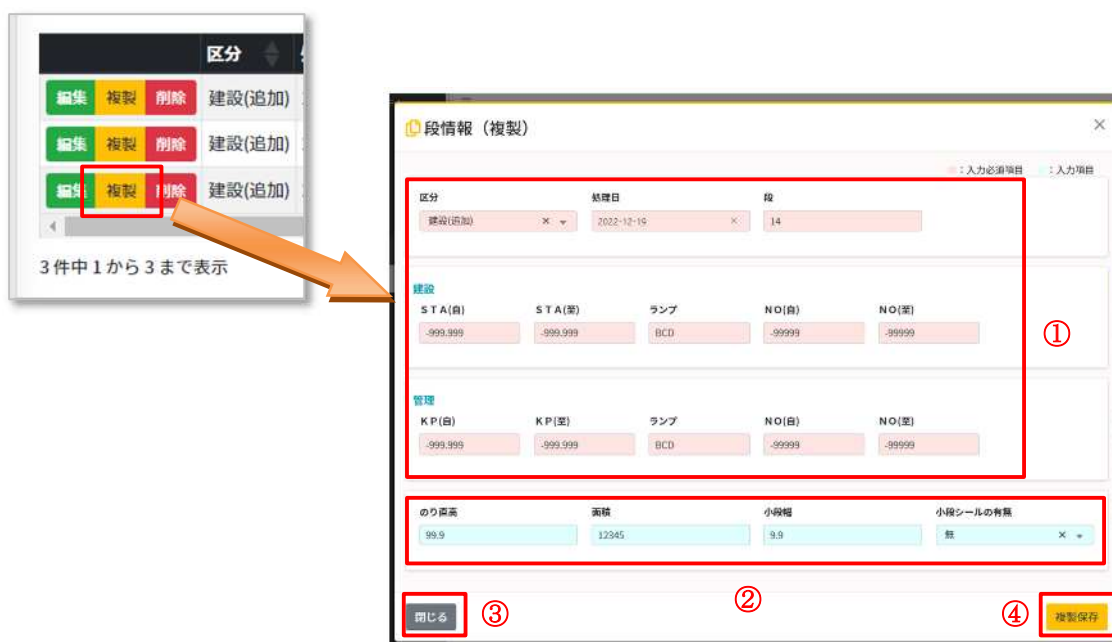 区分
編集 複製 削除 建設(追加)
編集 複製 削除 建設(追加)
編集 複製 削除 建設(追加)
3 件中 1 から 3 まで表示
段情報（複製） ×
：入力必須項目 ：入力項目
区分 処理日 段
建設(追加) × 2022-12-19 × 14
建設
ＳＴＡ(自) ＳＴＡ(至) ランプ ＮＯ(自) ＮＯ(至)
-999.999 -999.999 BCD -99999 -99999
①
管理
ＫＰ(自) ＫＰ(至) ランプ ＮＯ(自) ＮＯ(至)
-999.999 -999.999 BCD -99999 -99999
のり直高 面積 小段幅 小段シールの有無
99.9 12345 9.9 無 ×
②
閉じる ③ ④ 複製保存